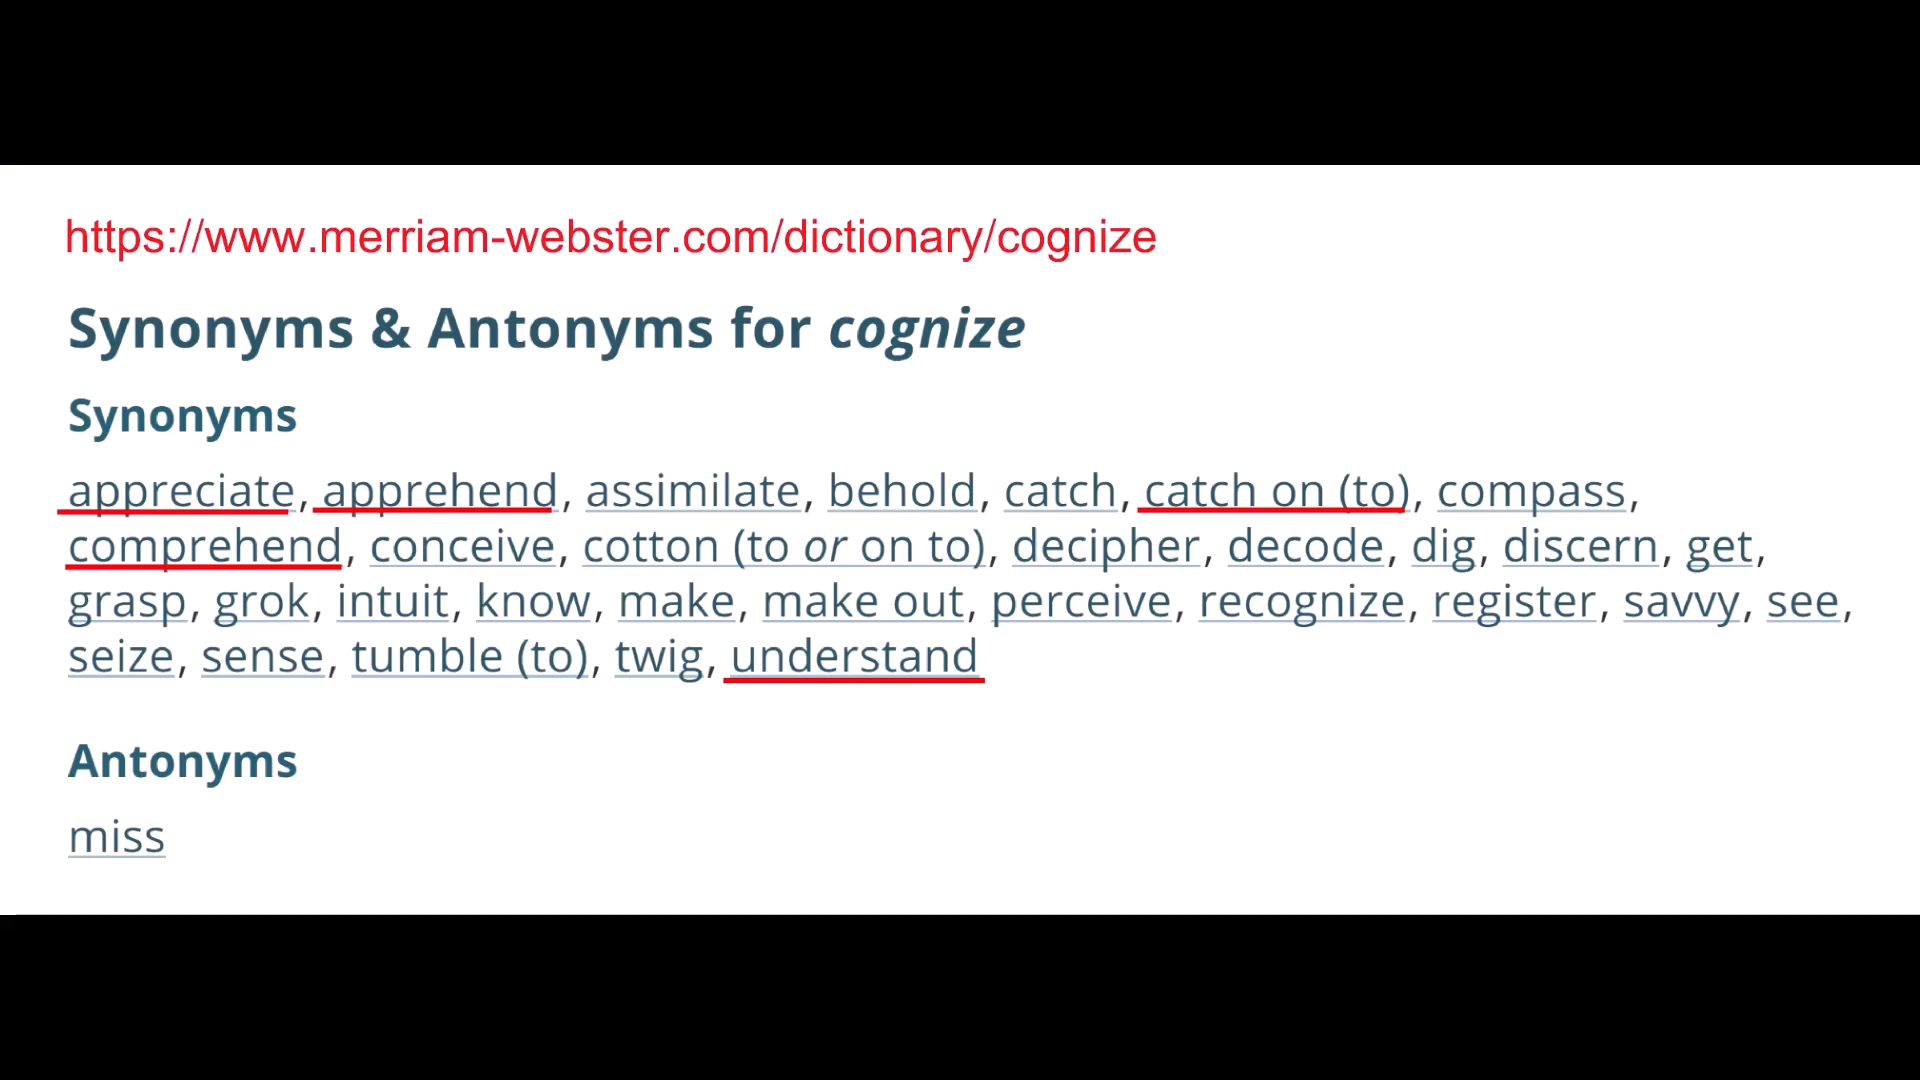 https://www.merriam-webster.com/dictionary/cognize
Synonyms & Antonyms for cognize
Synonyms
appreciate, apprehend, assimilate, behold, catch, catch on (to), compass,
comprehend, conceive, cotton (to or on to), decipher, decode, dig, discern, get,
grasp, grok, intuit, know, make, make out, perceive, recognize, register, savvy, see,
seize, sense, tumble (to), twig, understand
Antonyms
miss